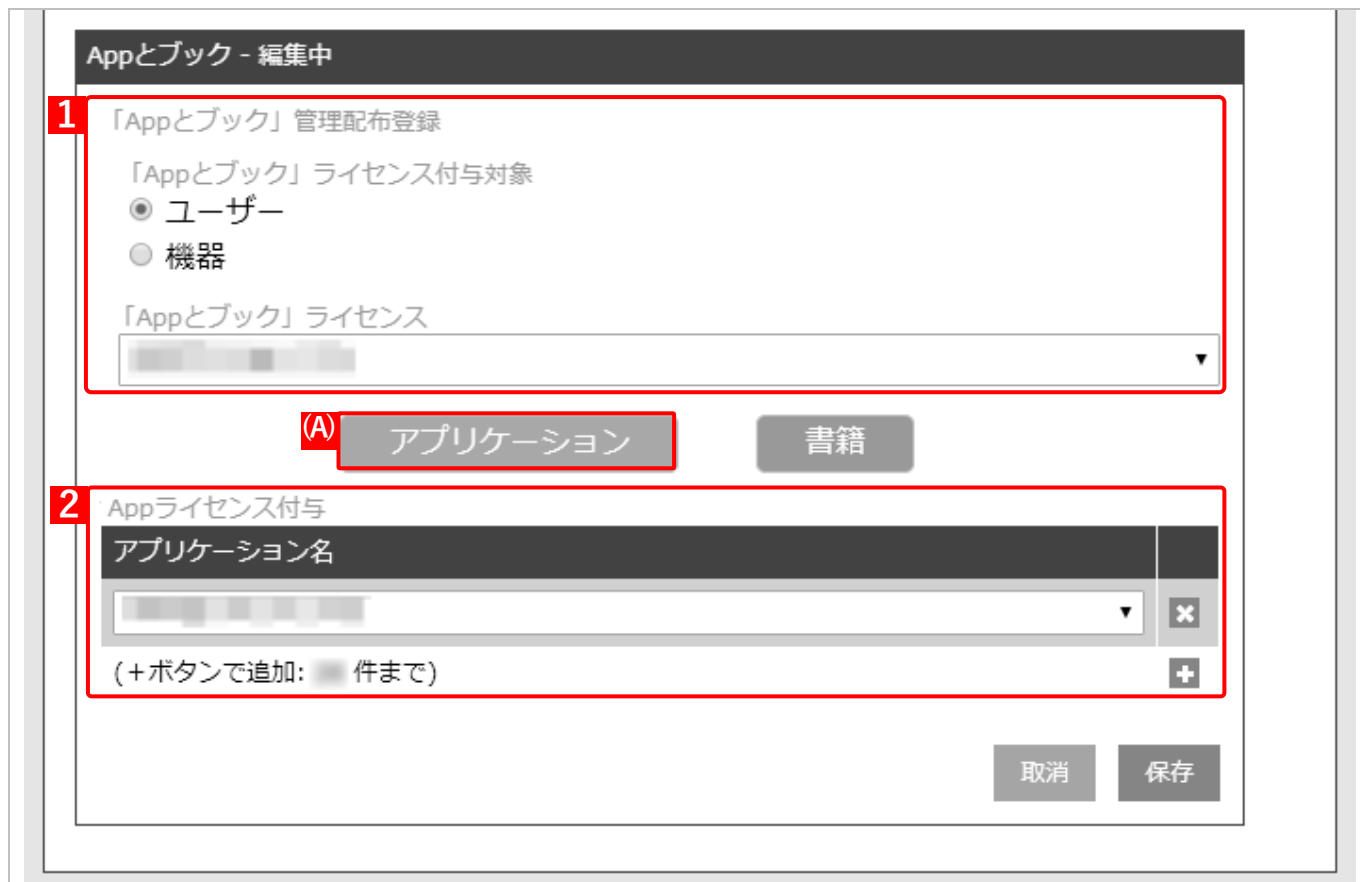 Appとブック - 編集中
1
「Appとブック」管理配布登録
「Appとブック」ライセンス付与対象
ユーザー
機器
「Appとブック」ライセンス
(A)
アプリケーション
書籍
2
Appライセンス付与
アプリケーション名
(+ボタンで追加: 件まで)
取消
保存